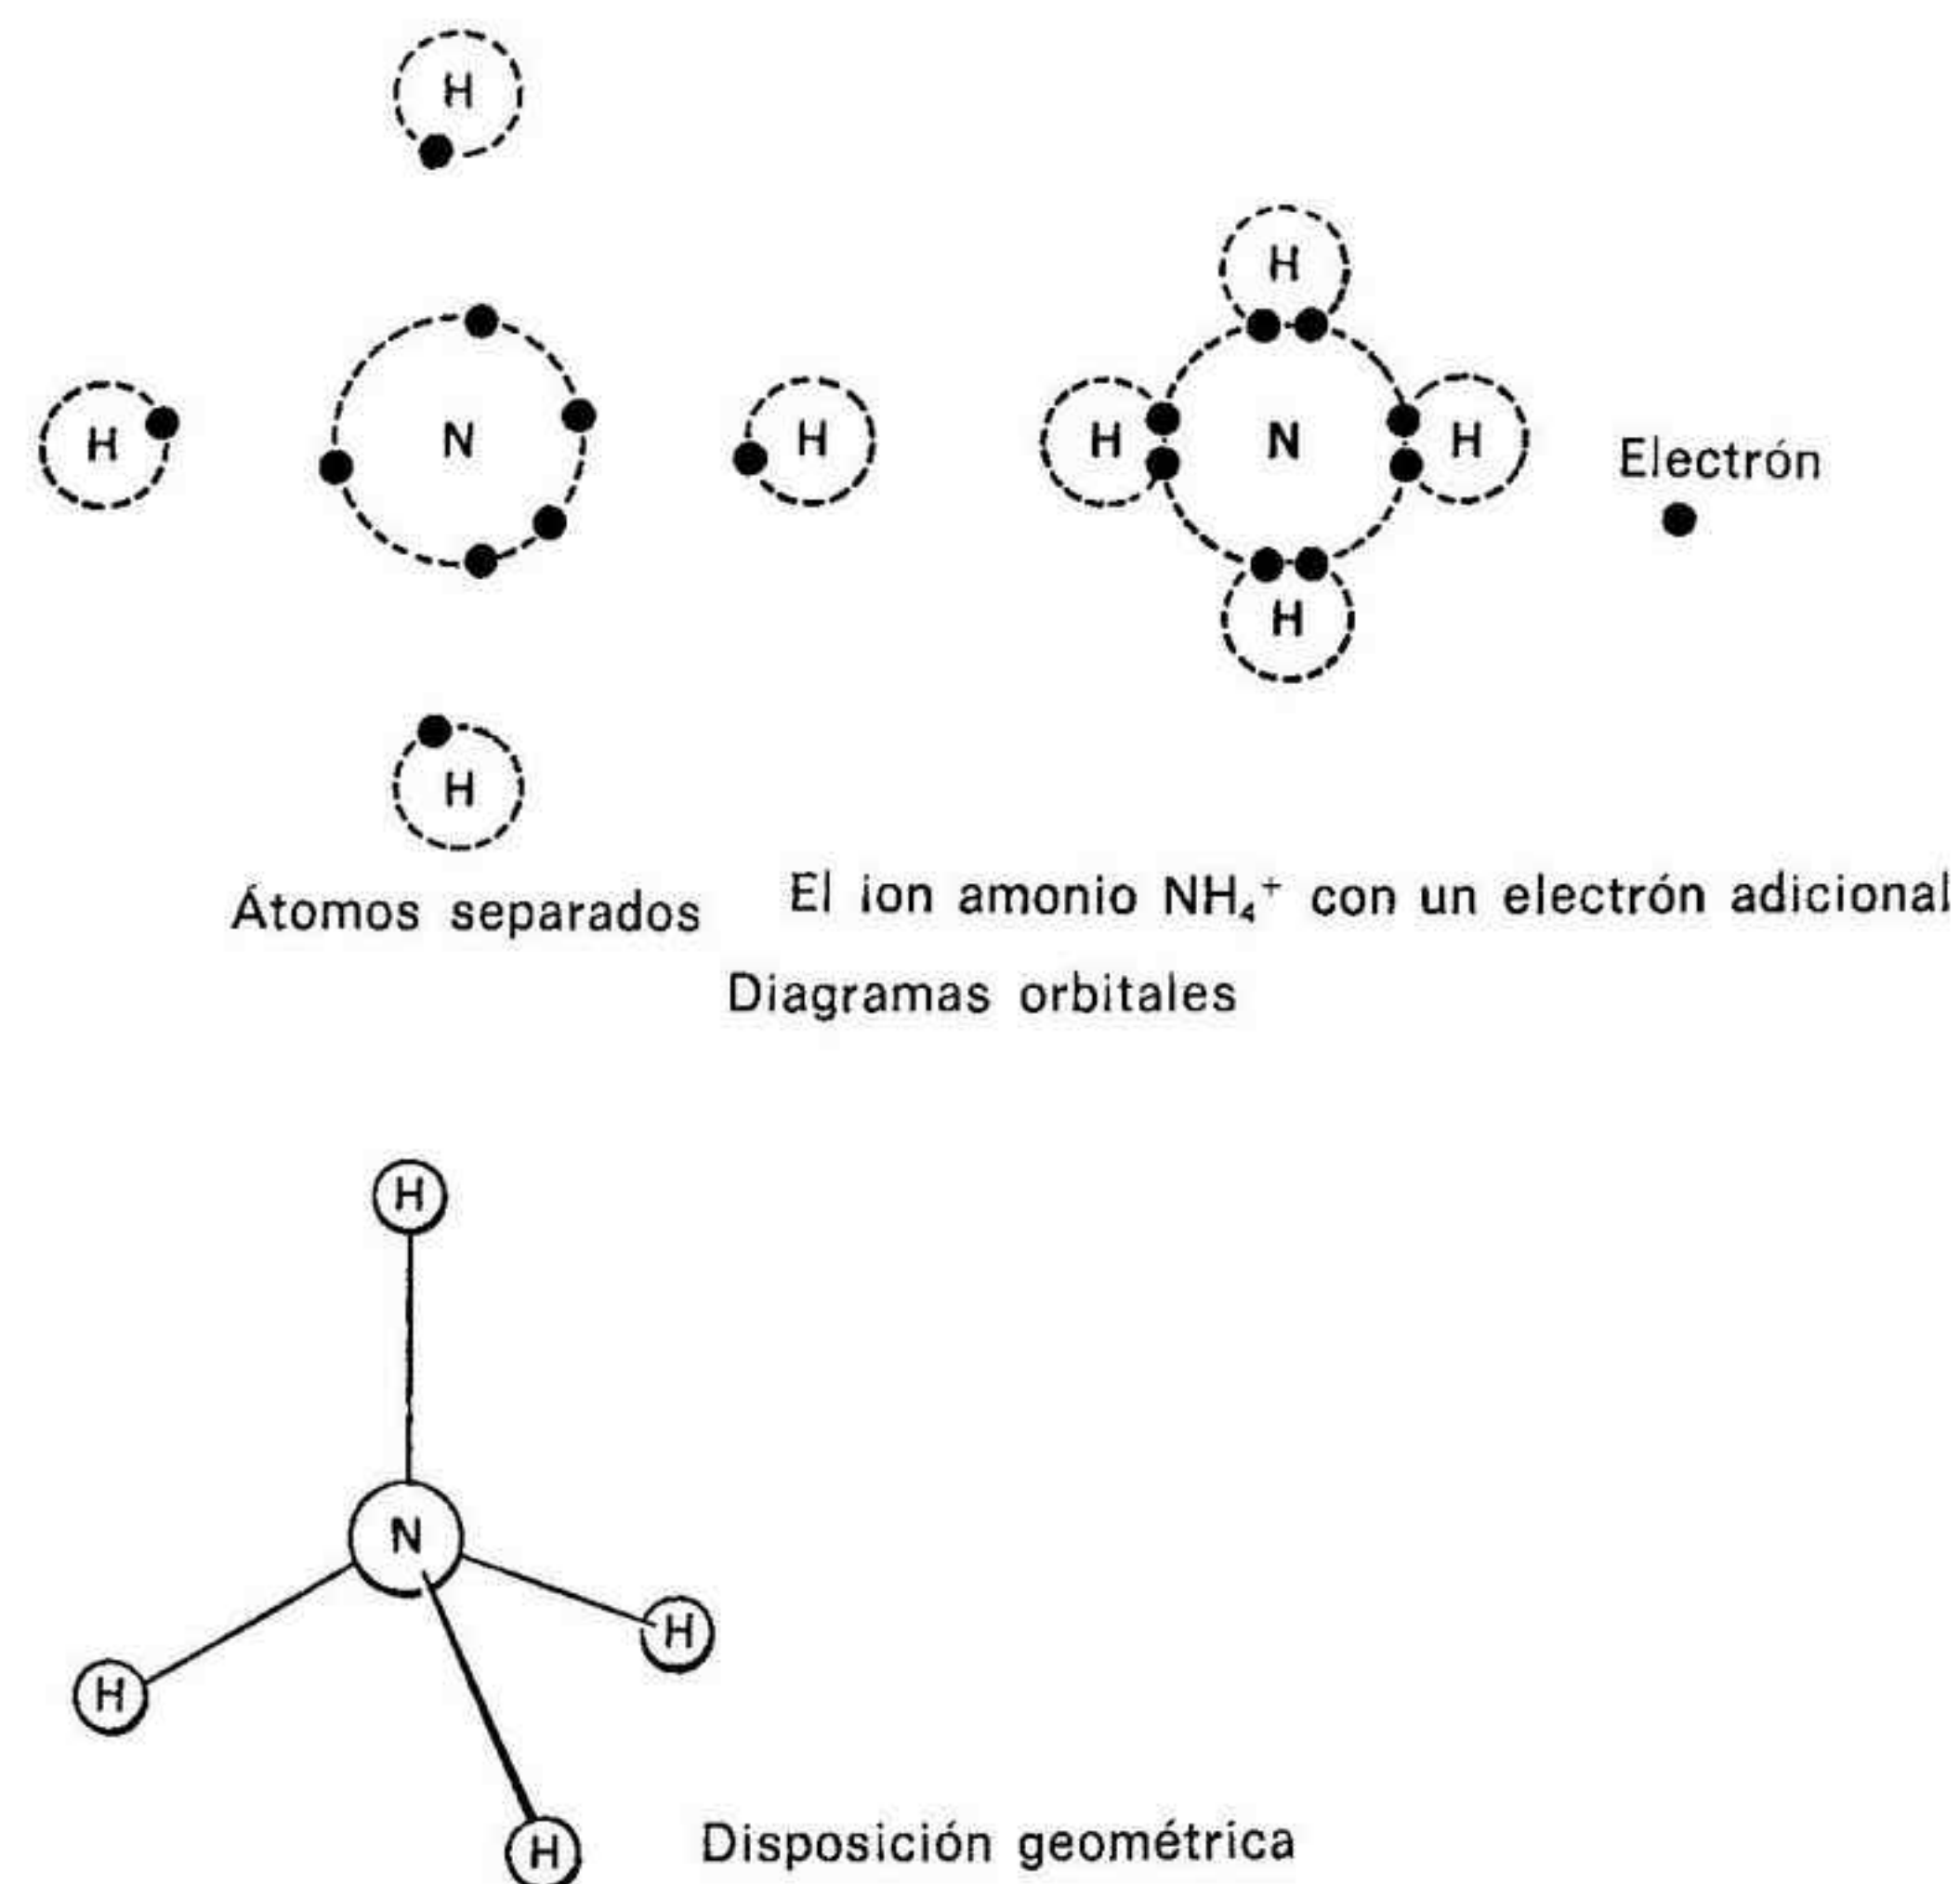 H
H
N
H
H
H
H
N
H
H
Electrón
Átomos separados
El ion amonio NH₄⁺ con un electrón adicional
Diagramas orbitales
H
N
H
H
H
Disposición geométrica